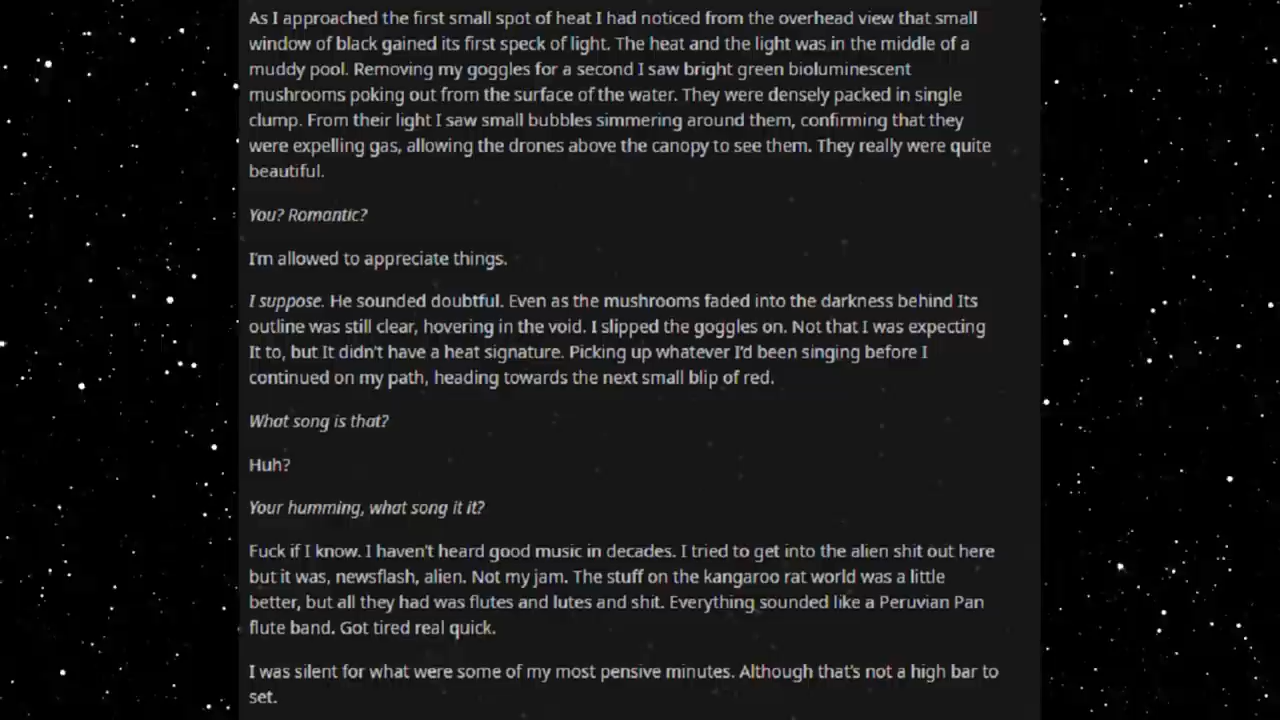 As I approached the first small spot of heat I had noticed from the overhead view that small
window of black gained its first speck of light. The heat and the light was in the middle of a
muddy pool. Removing my goggles for a second I saw bright green bioluminescent
mushrooms poking out from the surface of the water. They were densely packed in single
clump. From their light I saw small bubbles simmering around them, confirming that they
were expelling gas, allowing the drones above the canopy to see them. They really were quite
beautiful.
You? Romantic?
I'm allowed to appreciate things.
I suppose. He sounded doubtful. Even as the mushrooms faded into the darkness behind Its
outline was still clear, hovering in the void. I slipped the goggles on. Not that I was expecting
It to, but It didn't have a heat signature. Picking up whatever I'd been singing before I
continued on my path, heading towards the next small blip of red.
What song is that?
Huh?
Your humming, what song it it?
Fuck if I know. I haven't heard good music in decades. I tried to get into the alien shit out here
but it was, newsflash, alien. Not my jam. The stuff on the kangaroo rat world was a little
better, but all they had was flutes and lutes and shit. Everything sounded like a Peruvian Pan
flute band. Got tired real quick.
I was silent for what were some of my most pensive minutes. Although that's not a high bar to
set.